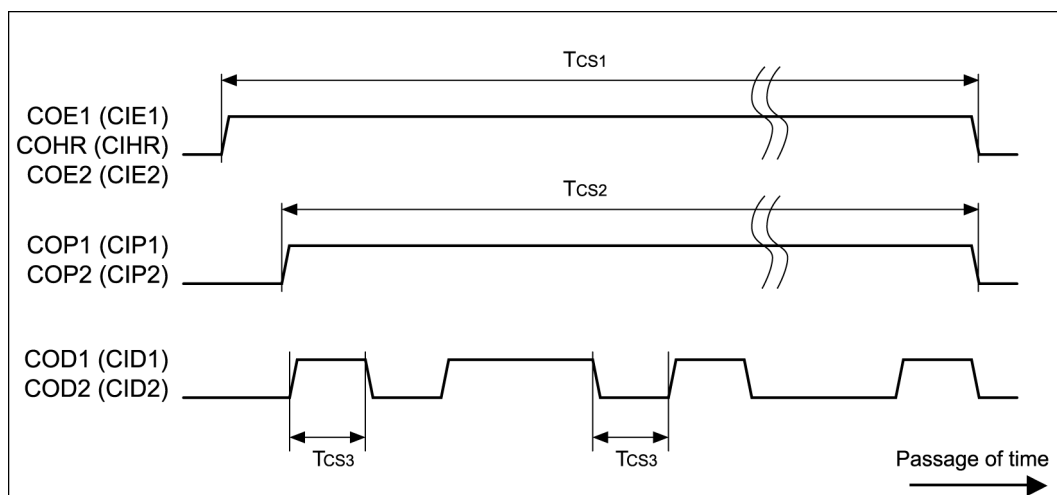 TCS1
COE1 (CIE1)
COHR (CIHR)
COE2 (CIE2)
TCS2
COP1 (CIP1)
COP2 (CIP2)
COD1 (CID1)
COD2 (CID2)
TCS3
TCS3
Passage of time